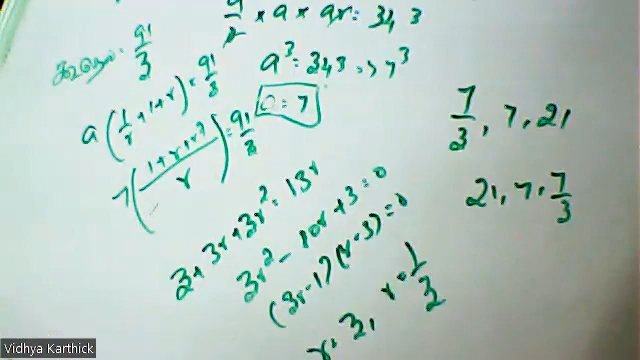 a/r × a × ar = 343
கூடுதல் = 91/3
a³ = 343 => 7³
a(1/r + 1 + r) = 91/3
a = 7
7((1 + r + r²)/r) = 91/3
3 + 3r + 3r² = 13r
3r² - 10r + 3 = 0
(3r-1)(r-3) = 0
r = 3, r = 1/3
7/3, 7, 21
21, 7, 7/3
Vidhya Karthick